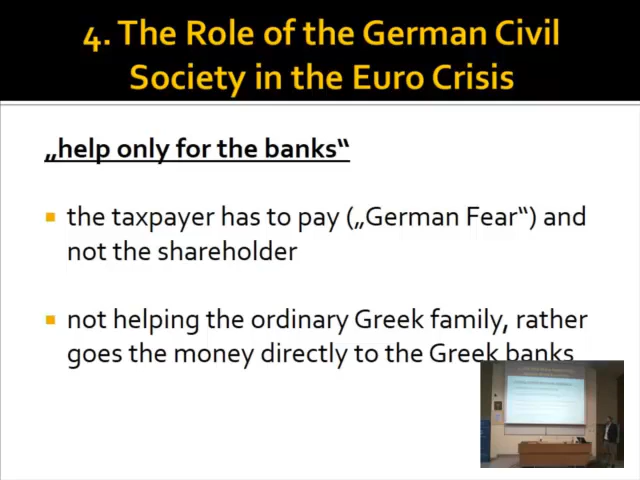 4. The Role of the German Civil
Society in the Euro Crisis
„help only for the banks“
the taxpayer has to pay („German Fear“) and
not the shareholder
not helping the ordinary Greek family, rather
goes the money directly to the Greek banks